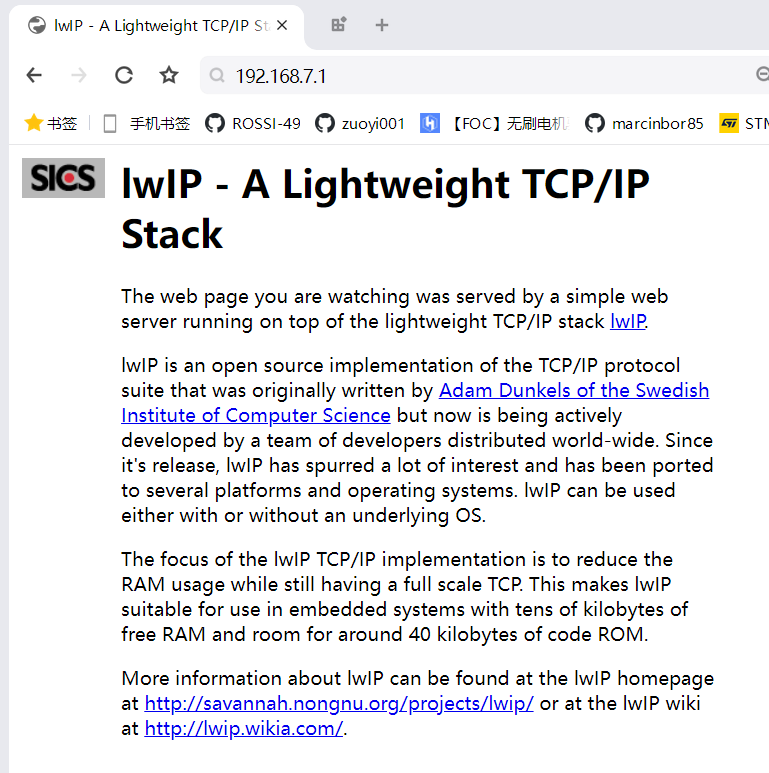 lwIP - A Lightweight TCP/IP St
192.168.7.1
书签 手机书签 ROSSI-49 zuoyi001 【FOC】无刷电机 marcinbor85 STM
SICS
lwIP - A Lightweight TCP/IP
Stack
The web page you are watching was served by a simple web
server running on top of the lightweight TCP/IP stack lwIP.
lwIP is an open source implementation of the TCP/IP protocol
suite that was originally written by Adam Dunkels of the Swedish
Institute of Computer Science but now is being actively
developed by a team of developers distributed world-wide. Since
it's release, lwIP has spurred a lot of interest and has been ported
to several platforms and operating systems. lwIP can be used
either with or without an underlying OS.
The focus of the lwIP TCP/IP implementation is to reduce the
RAM usage while still having a full scale TCP. This makes lwIP
suitable for use in embedded systems with tens of kilobytes of
free RAM and room for around 40 kilobytes of code ROM.
More information about lwIP can be found at the lwIP homepage
at http://savannah.nongnu.org/projects/lwip/ or at the lwIP wiki
at http://lwip.wikia.com/.